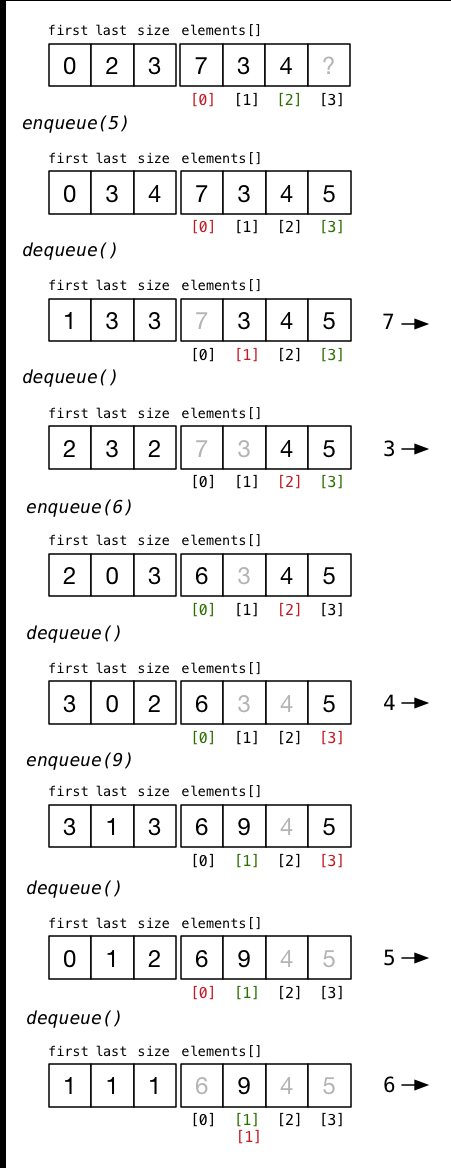 first last size elements[]
0 2 3 7 3 4 ?
[0] [1] [2] [3]
enqueue(5)
first last size elements[]
0 3 4 7 3 4 5
[0] [1] [2] [3]
dequeue()
first last size elements[]
1 3 3 7 3 4 5 7
[0] [1] [2] [3]
dequeue()
first last size elements[]
2 3 2 7 3 4 5 3
[0] [1] [2] [3]
enqueue(6)
first last size elements[]
2 0 3 6 3 4 5
[0] [1] [2] [3]
dequeue()
first last size elements[]
3 0 2 6 3 4 5 4
[0] [1] [2] [3]
enqueue(9)
first last size elements[]
3 1 3 6 9 4 5
[0] [1] [2] [3]
dequeue()
first last size elements[]
0 1 2 6 9 4 5 5
[0] [1] [2] [3]
dequeue()
first last size elements[]
1 1 1 6 9 4 5 6
[0] [1] [2] [3]
[1]